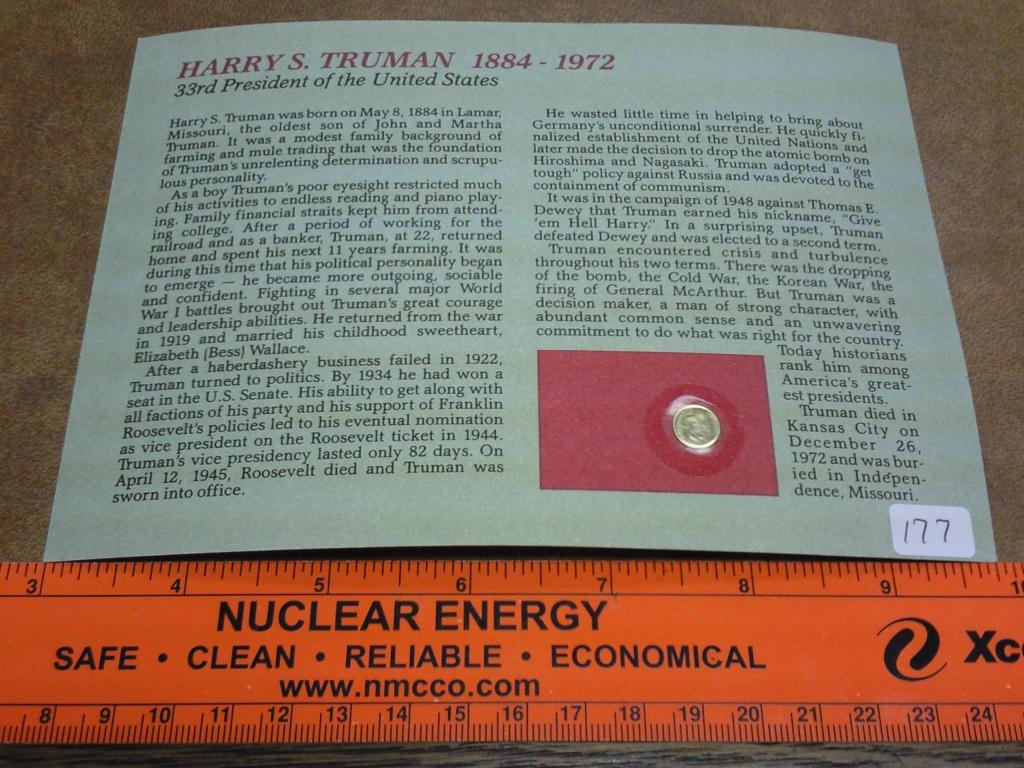 HARRY S. TRUMAN 1884 - 1972
33rd President of the United States
Harry S. Truman was born on May 8, 1884 in Lamar,
Missouri, the oldest son of John and Martha
Truman. It was a modest family background of
farming and mule trading that was the foundation
of Truman's unrelenting determination and scrupu-
lous personality.
As a boy Truman's poor eyesight restricted much
of his activities to endless reading and piano play-
ing. Family financial straits kept him from attend-
ing college. After a period of working for the
railroad and as a banker, Truman, at 22, returned
home and spent his next 11 years farming. It was
during this time that his political personality began
to emerge — he became more outgoing, sociable
and confident. Fighting in several major World
War I battles brought out Truman's great courage
and leadership abilities. He returned from the war
in 1919 and married his childhood sweetheart,
Elizabeth (Bess) Wallace.
After a haberdashery business failed in 1922,
Truman turned to politics. By 1934 he had won a
seat in the U.S. Senate. His ability to get along with
all factions of his party and his support of Franklin
Roosevelt's policies led to his eventual nomination
as vice president on the Roosevelt ticket in 1944.
Truman's vice presidency lasted only 82 days. On
April 12, 1945, Roosevelt died and Truman was
sworn into office.
He wasted little time in helping to bring about
Germany's unconditional surrender. He quickly fi-
nalized establishment of the United Nations and
later made the decision to drop the atomic bomb on
Hiroshima and Nagasaki. Truman adopted a "get
tough" policy against Russia and was devoted to the
containment of communism.
It was in the campaign of 1948 against Thomas E.
Dewey that Truman earned his nickname, "Give
'em Hell Harry." In a surprising upset, Truman
defeated Dewey and was elected to a second term.
Truman encountered crisis and turbulence
throughout his two terms. There was the dropping
of the bomb, the Cold War, the Korean War, the
firing of General McArthur. But Truman was a
decision maker, a man of strong character, with
abundant common sense and an unwavering
commitment to do what was right for the country.
Today historians
rank him among
America's great-
est presidents.
Truman died in
Kansas City on
December 26,
1972 and was bur-
ied in Indepen-
dence, Missouri.
177
3 4 5 6 7 8 9 10
NUCLEAR ENERGY
SAFE • CLEAN • RELIABLE • ECONOMICAL
www.nmcco.com
Xc
8 9 10 11 12 13 14 15 16 17 18 19 20 21 22 23 24